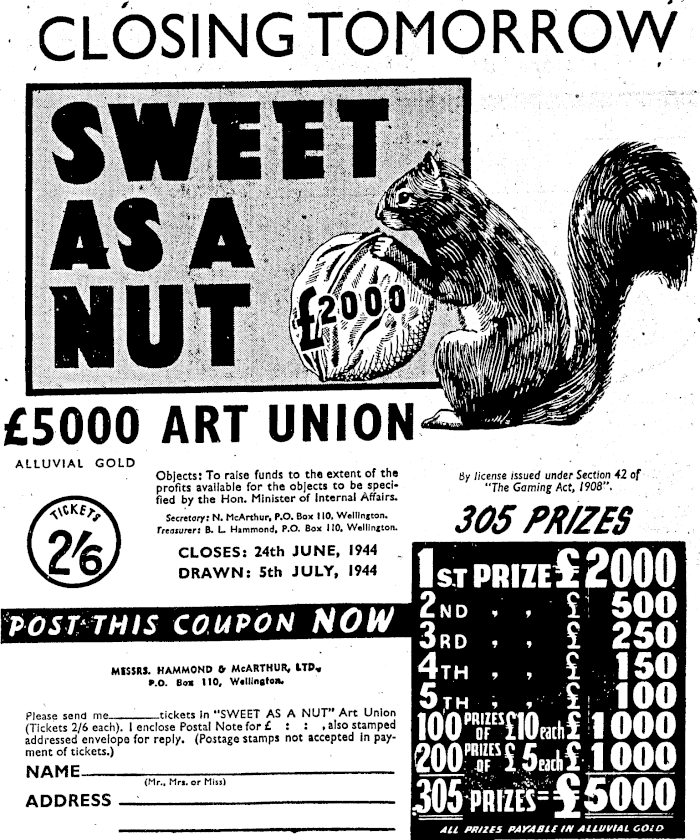 CLOSING TOMORROW
SWEET
AS A
NUT
£2000
£5000 ART UNION
ALLUVIAL GOLD
TICKETS
2/6
Objects: To raise funds to the extent of the
profits available for the objects to be speci-
fied by the Hon. Minister of Internal Affairs.
Secretary: N. McArthur, P.O. Box 110, Wellington.
Treasurer: B. L. Hammond, P.O. Box 110, Wellington.
CLOSES: 24th JUNE, 1944
DRAWN: 5th JULY, 1944
By license issued under Section 42 of
"The Gaming Act, 1908".
305 PRIZES
1ST PRIZE £2000
2ND , , £ 500
3RD , , £ 250
4TH , , £ 150
5TH , , £ 100
100 PRIZES OF £10 each £1000
200 PRIZES OF £5 each £1000
305 PRIZES = £5000
ALL PRIZES PAYABLE IN ALLUVIAL GOLD
POST THIS COUPON NOW
MESSRS. HAMMOND & McARTHUR, LTD.,
P.O. Box 110, Wellington.
Please send me______tickets in "SWEET AS A NUT" Art Union
(Tickets 2/6 each). I enclose Postal Note for £ : : , also stamped
addressed envelope for reply. (Postage stamps not accepted in pay-
ment of tickets.)
NAME
(Mr., Mrs. or Miss)
ADDRESS